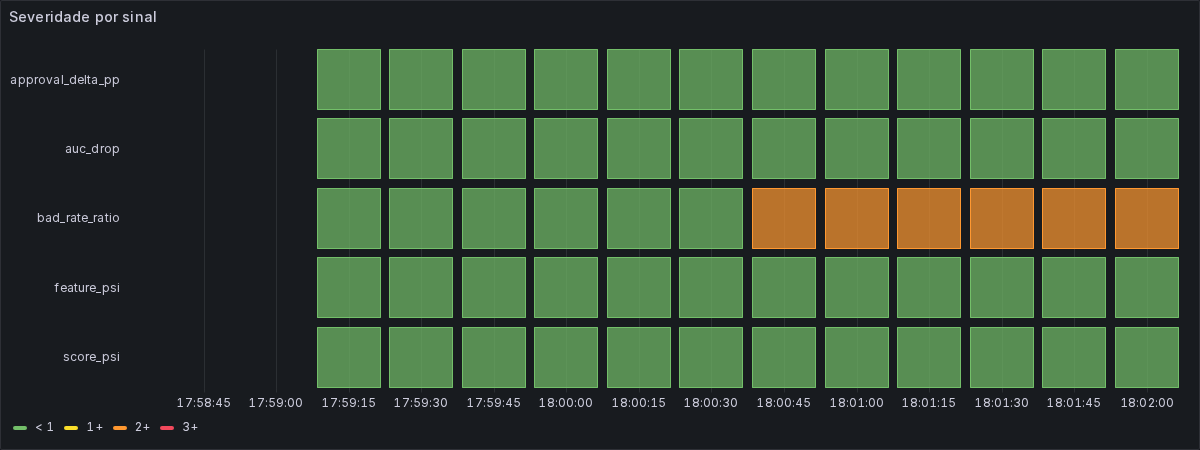 Severidade por sinal
approval_delta_pp
auc_drop
bad_rate_ratio
feature_psi
score_psi
17:58:45 17:59:00 17:59:15 17:59:30 17:59:45 18:00:00 18:00:15 18:00:30 18:00:45 18:01:00 18:01:15 18:01:30 18:01:45 18:02:00
< 1 1+ 2+ 3+